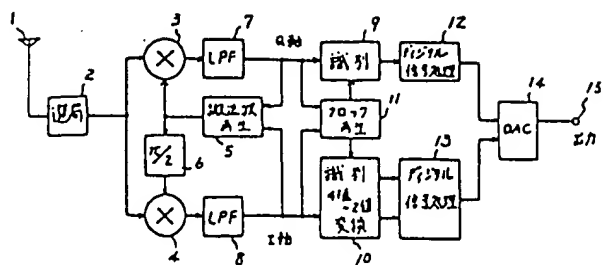 1
2
選局
3
4
π/2
6
7
LPF
5
搬送波
再生
LPF
8
Q軸
I軸
9
識別
11
クロック
再生
識別
4値
-2値
変換
10
12
ディジタル
信号処理
13
ディジタル
信号処理
14
DAC
15
出力